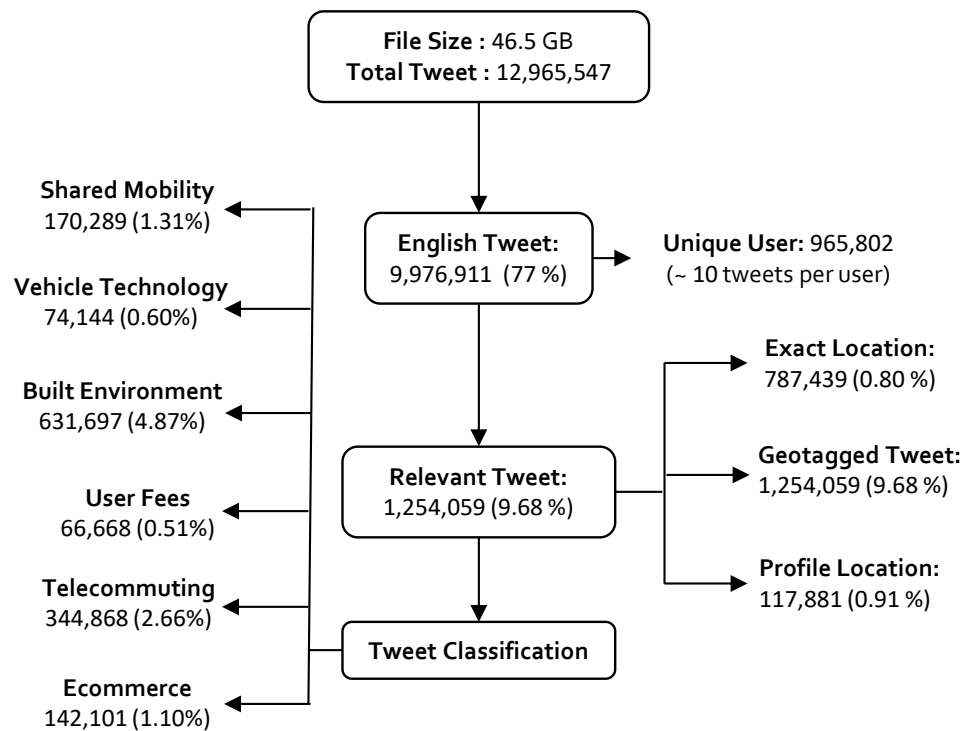 File Size : 46.5 GB
Total Tweet : 12,965,547
Shared Mobility
170,289 (1.31%)
Vehicle Technology
74,144 (0.60%)
Built Environment
631,697 (4.87%)
User Fees
66,668 (0.51%)
Telecommuting
344,868 (2.66%)
Ecommerce
142,101 (1.10%)
English Tweet:
9,976,911 (77 %)
Unique User: 965,802
(~ 10 tweets per user)
Relevant Tweet:
1,254,059 (9.68 %)
Tweet Classification
Exact Location:
787,439 (0.80 %)
Geotagged Tweet:
1,254,059 (9.68 %)
Profile Location:
117,881 (0.91 %)